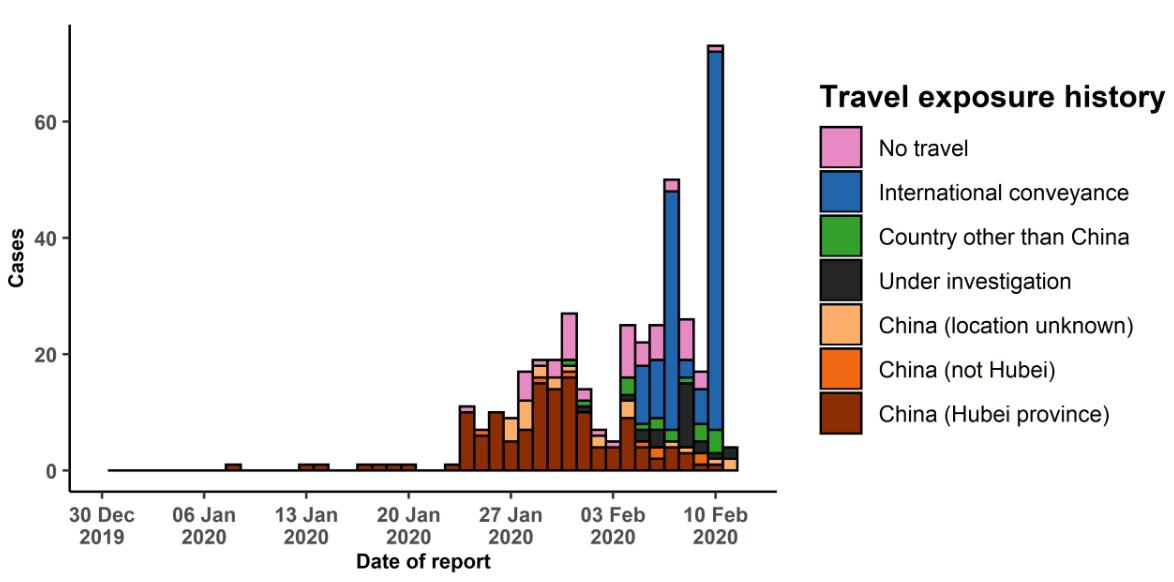 60
40
20
0
Cases
30 Dec
2019
06 Jan
2020
13 Jan
2020
20 Jan
2020
27 Jan
2020
03 Feb
2020
10 Feb
2020
Date of report
Travel exposure history
No travel
International conveyance
Country other than China
Under investigation
China (location unknown)
China (not Hubei)
China (Hubei province)